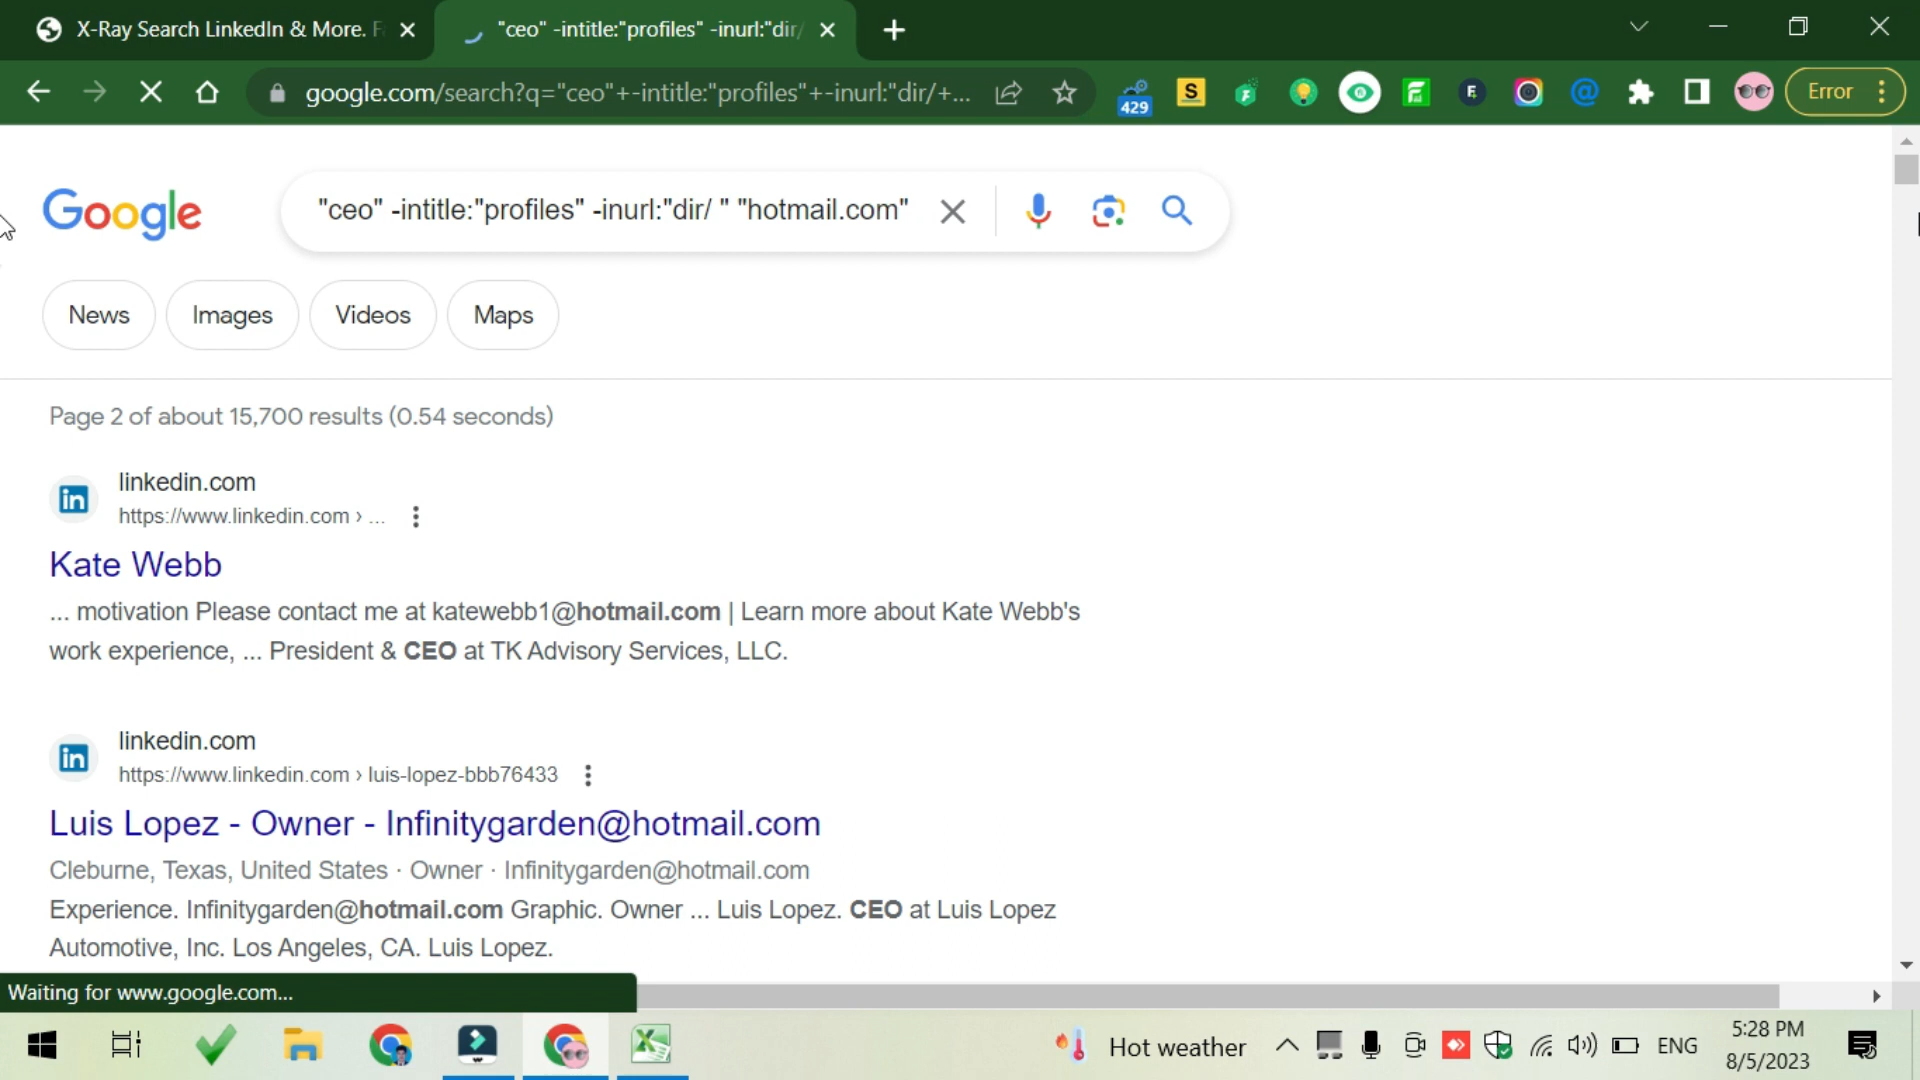 X-Ray Search LinkedIn & More. F
"ceo" -intitle:"profiles" -inurl:"dir/
google.com/search?q="ceo"+-intitle:"profiles"+-inurl:"dir/+...
429
S
Error
Google
"ceo" -intitle:"profiles" -inurl:"dir/ " "hotmail.com"
News
Images
Videos
Maps
Page 2 of about 15,700 results (0.54 seconds)
in
linkedin.com
https://www.linkedin.com › ...
Kate Webb
... motivation Please contact me at katewebb1@hotmail.com | Learn more about Kate Webb's
work experience, ... President & CEO at TK Advisory Services, LLC.
in
linkedin.com
https://www.linkedin.com › luis-lopez-bbb76433
Luis Lopez - Owner - Infinitygarden@hotmail.com
Cleburne, Texas, United States · Owner · Infinitygarden@hotmail.com
Experience. Infinitygarden@hotmail.com Graphic. Owner ... Luis Lopez. CEO at Luis Lopez
Automotive, Inc. Los Angeles, CA. Luis Lopez.
Waiting for www.google.com...
Hot weather
ENG
5:28 PM
8/5/2023